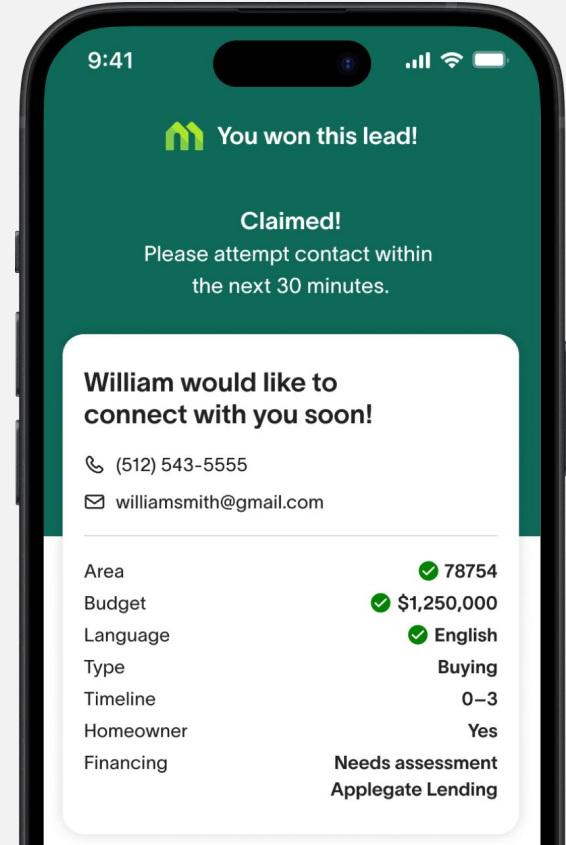 9:41
You won this lead!
Claimed!
Please attempt contact within
the next 30 minutes.
William would like to
connect with you soon!
(512) 543-5555
williamsmith@gmail.com
Area 78754
Budget $1,250,000
Language English
Type Buying
Timeline 0–3
Homeowner Yes
Financing Needs assessment
Applegate Lending